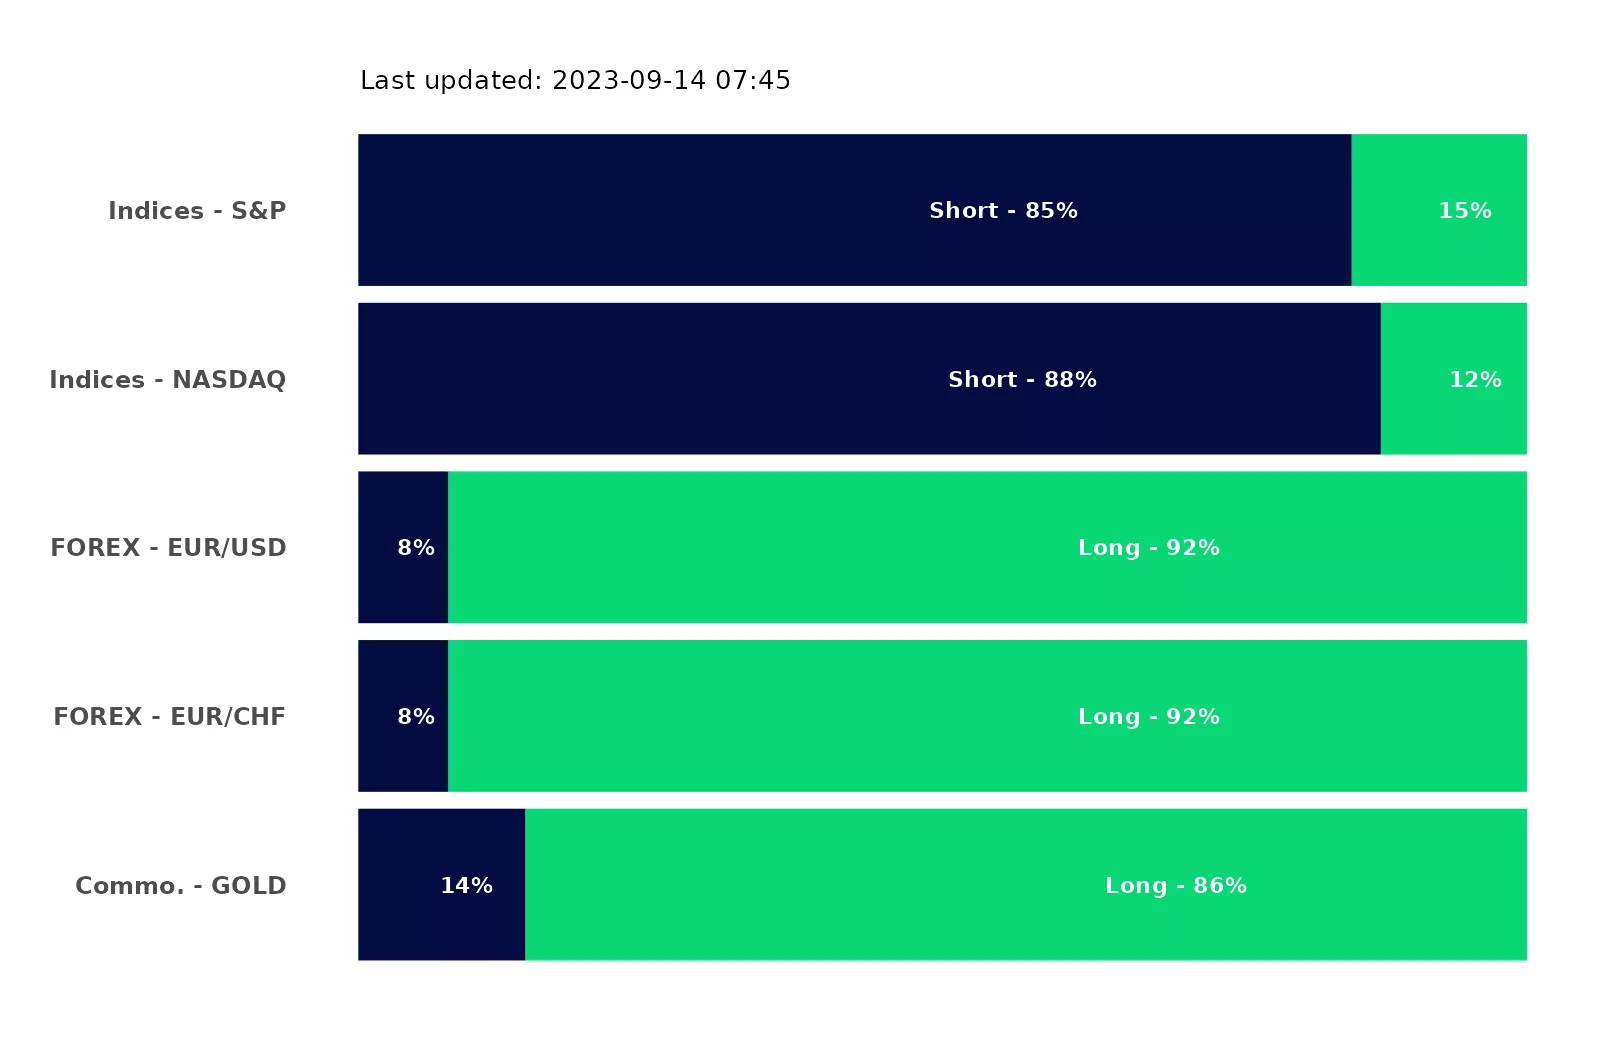 Last updated: 2023-09-14 07:45
Indices - S&P
Short - 85%
15%
Indices - NASDAQ
Short - 88%
12%
FOREX - EUR/USD
8%
Long - 92%
FOREX - EUR/CHF
8%
Long - 92%
Commo. - GOLD
14%
Long - 86%